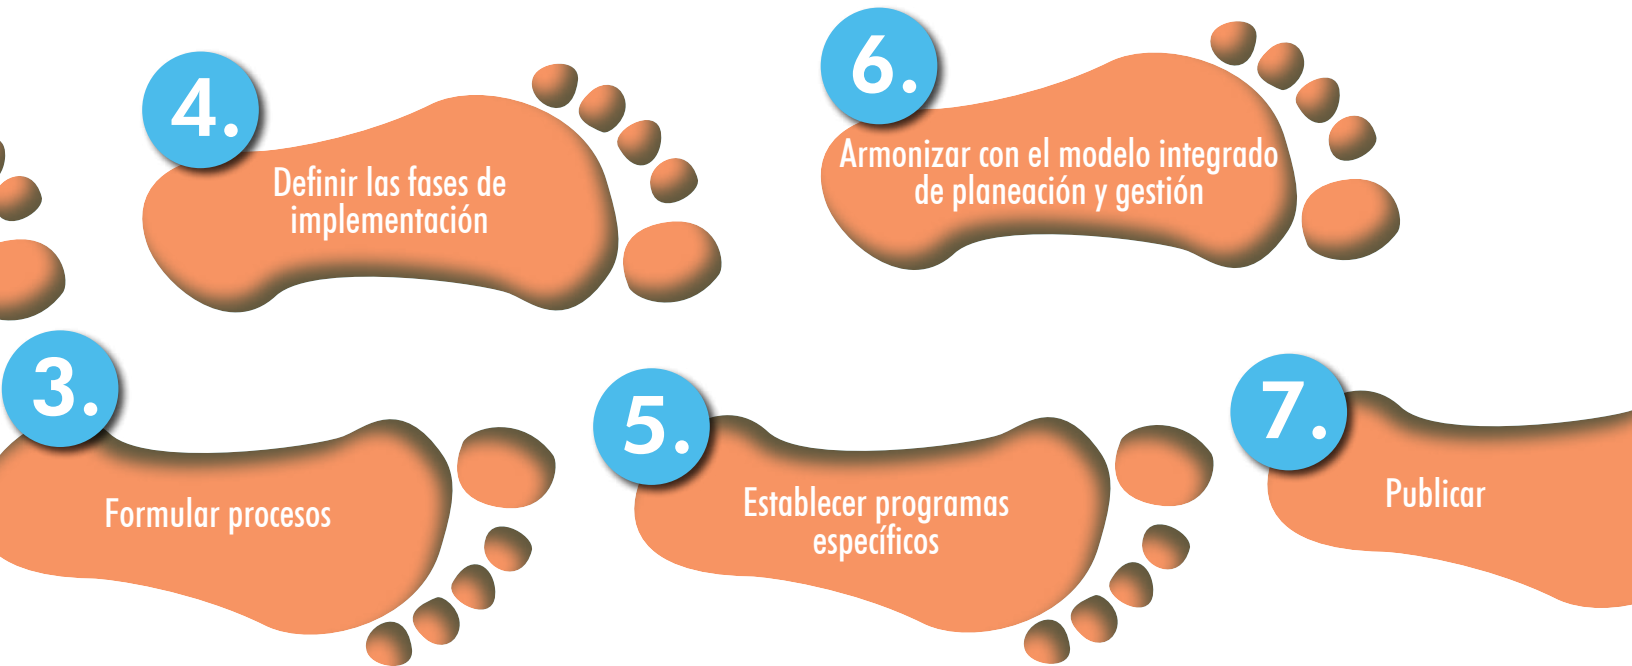 3.
Formular procesos
4.
Definir las fases de
implementación
5.
Establecer programas
específicos
6.
Armonizar con el modelo integrado
de planeación y gestión
7.
Publicar